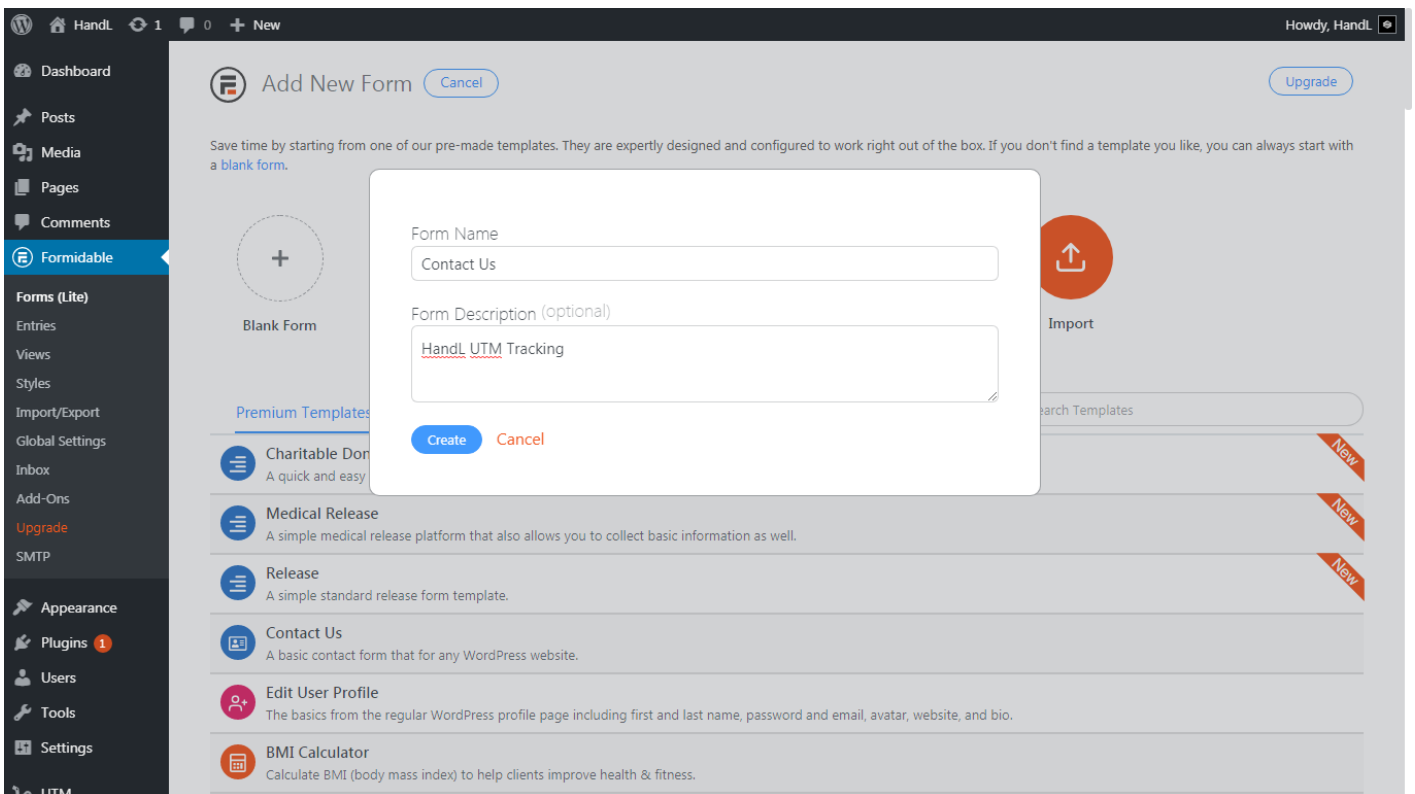 HandL 1 0 New Howdy, HandL
Dashboard
Posts
Media
Pages
Comments
Formidable
Forms (Lite)
Entries
Views
Styles
Import/Export
Global Settings
Inbox
Add-Ons
Upgrade
SMTP
Appearance
Plugins 1
Users
Tools
Settings
UTM
Add New Form Cancel Upgrade
Save time by starting from one of our pre-made templates. They are expertly designed and configured to work right out of the box. If you don't find a template you like, you can always start with
a blank form.
Blank Form
Import
Form Name
Contact Us
Form Description (optional)
HandL UTM Tracking
Create Cancel
Premium Templates
earch Templates
Charitable Don
A quick and easy
New
Medical Release
A simple medical release platform that also allows you to collect basic information as well.
New
Release
A simple standard release form template.
New
Contact Us
A basic contact form that for any WordPress website.
Edit User Profile
The basics from the regular WordPress profile page including first and last name, password and email, avatar, website, and bio.
BMI Calculator
Calculate BMI (body mass index) to help clients improve health & fitness.